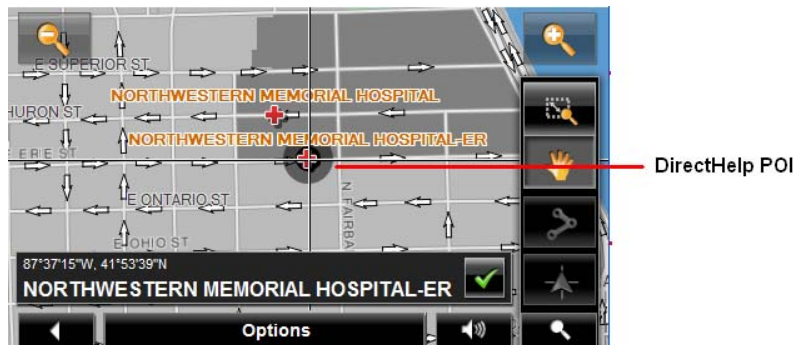 E SUPERIOR ST
NORTHWESTERN MEMORIAL HOSPITAL
HURON ST
NORTHWESTERN MEMORIAL HOSPITAL-ER
E ERIE ST
DirectHelp POI
E ONTARIO ST
N FAIRBA
E OHIO ST
87°37'15"W, 41°53'39"N
NORTHWESTERN MEMORIAL HOSPITAL-ER
Options